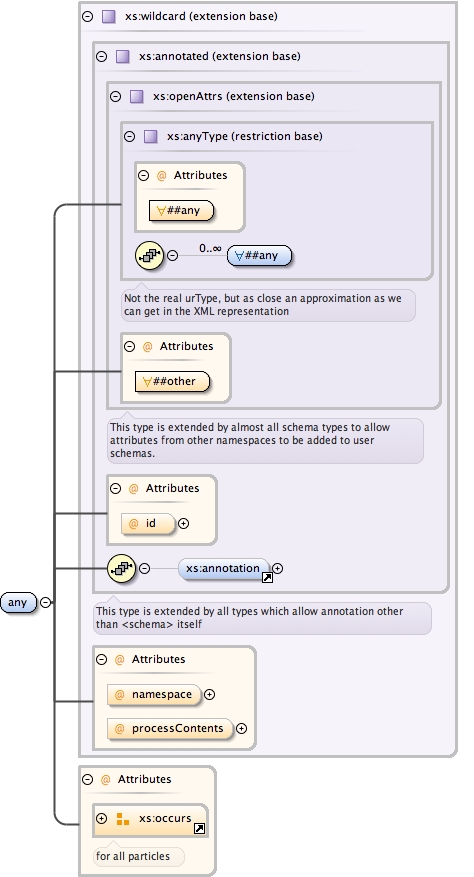 xs:wildcard (extension base)
xs:annotated (extension base)
xs:openAttrs (extension base)
xs:anyType (restriction base)
@ Attributes
∀##any
0..∞
∀##any
Not the real urType, but as close an approximation as we
can get in the XML representation
@ Attributes
∀##other
This type is extended by almost all schema types to allow
attributes from other namespaces to be added to user
schemas.
@ Attributes
@ id
xs:annotation
any
This type is extended by all types which allow annotation other
than <schema> itself
@ Attributes
@ namespace
@ processContents
@ Attributes
xs:occurs
for all particles